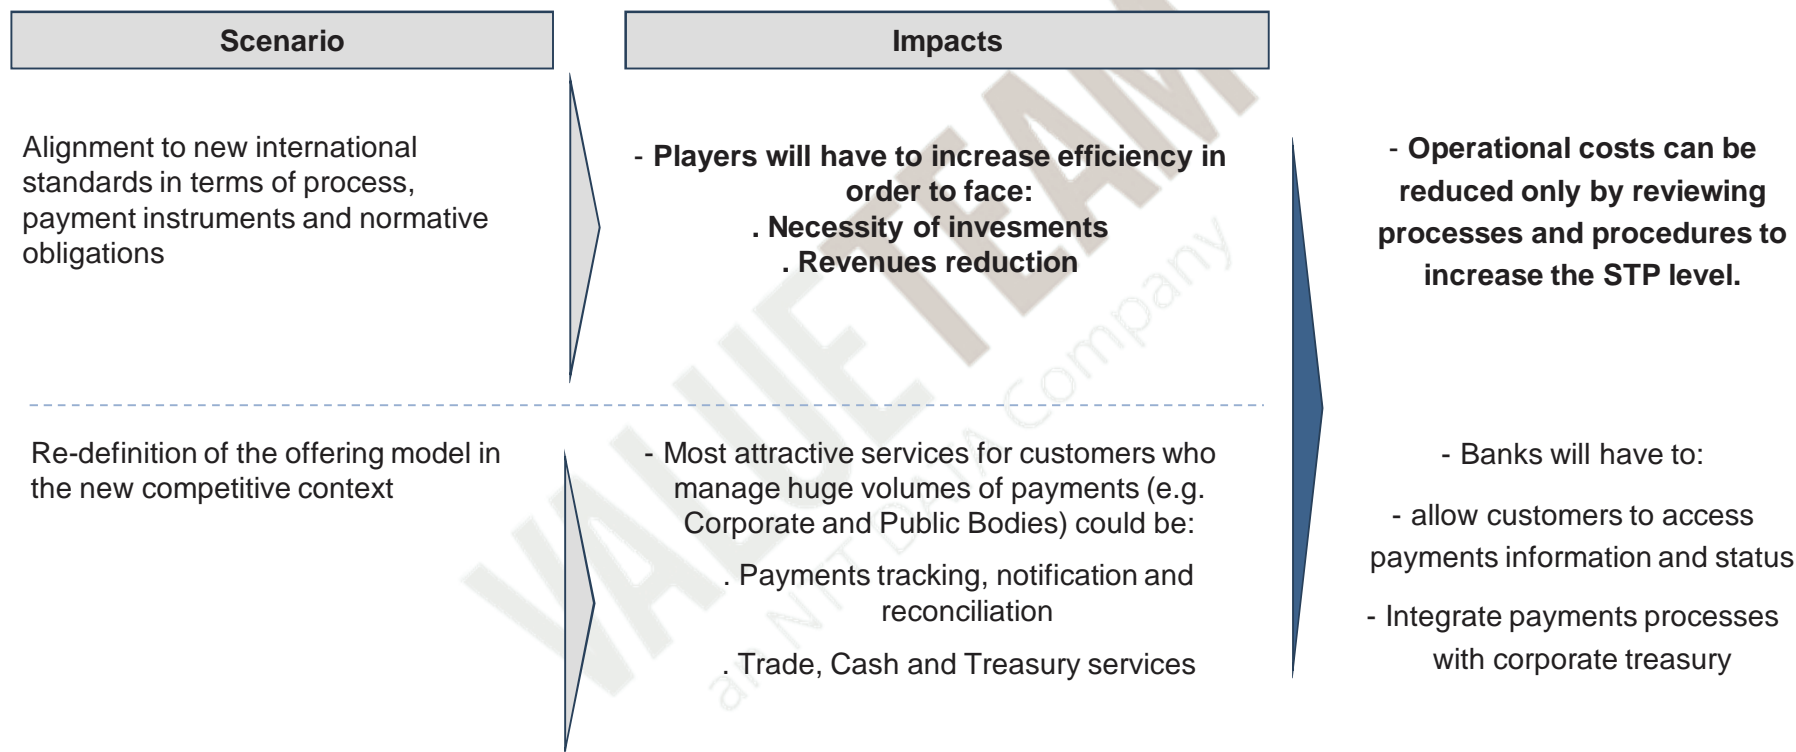 Scenario
Impacts
Alignment to new international
standards in terms of process,
payment instruments and normative
obligations
- Players will have to increase efficiency in
order to face:
. Necessity of invesments
. Revenues reduction
- Operational costs can be
reduced only by reviewing
processes and procedures to
increase the STP level.
Re-definition of the offering model in
the new competitive context
- Most attractive services for customers who
manage huge volumes of payments (e.g.
Corporate and Public Bodies) could be:
. Payments tracking, notification and
reconciliation
. Trade, Cash and Treasury services
- Banks will have to:
- allow customers to access
payments information and status
- Integrate payments processes
with corporate treasury
VALUETEAM
an NTT DATA Company